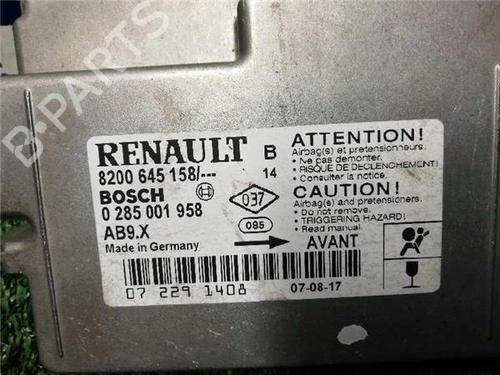 B-PARTS
RENAULT B
8200 645 158/--- 14
BOSCH
0 285 001 958
AB9.X
Made in Germany
037
085
ATTENTION!
Airbag(s) et pretensionneurs.
• Ne pas demonter.
• RISQUE DE DECLENCHEMENT!
• Consulter la notice.
CAUTION!
Airbag(s) and pretensioners.
• Do not remove.
• TRIGGERING HAZARD!
• Read manual.
AVANT
07 2291 1408
07-08-17